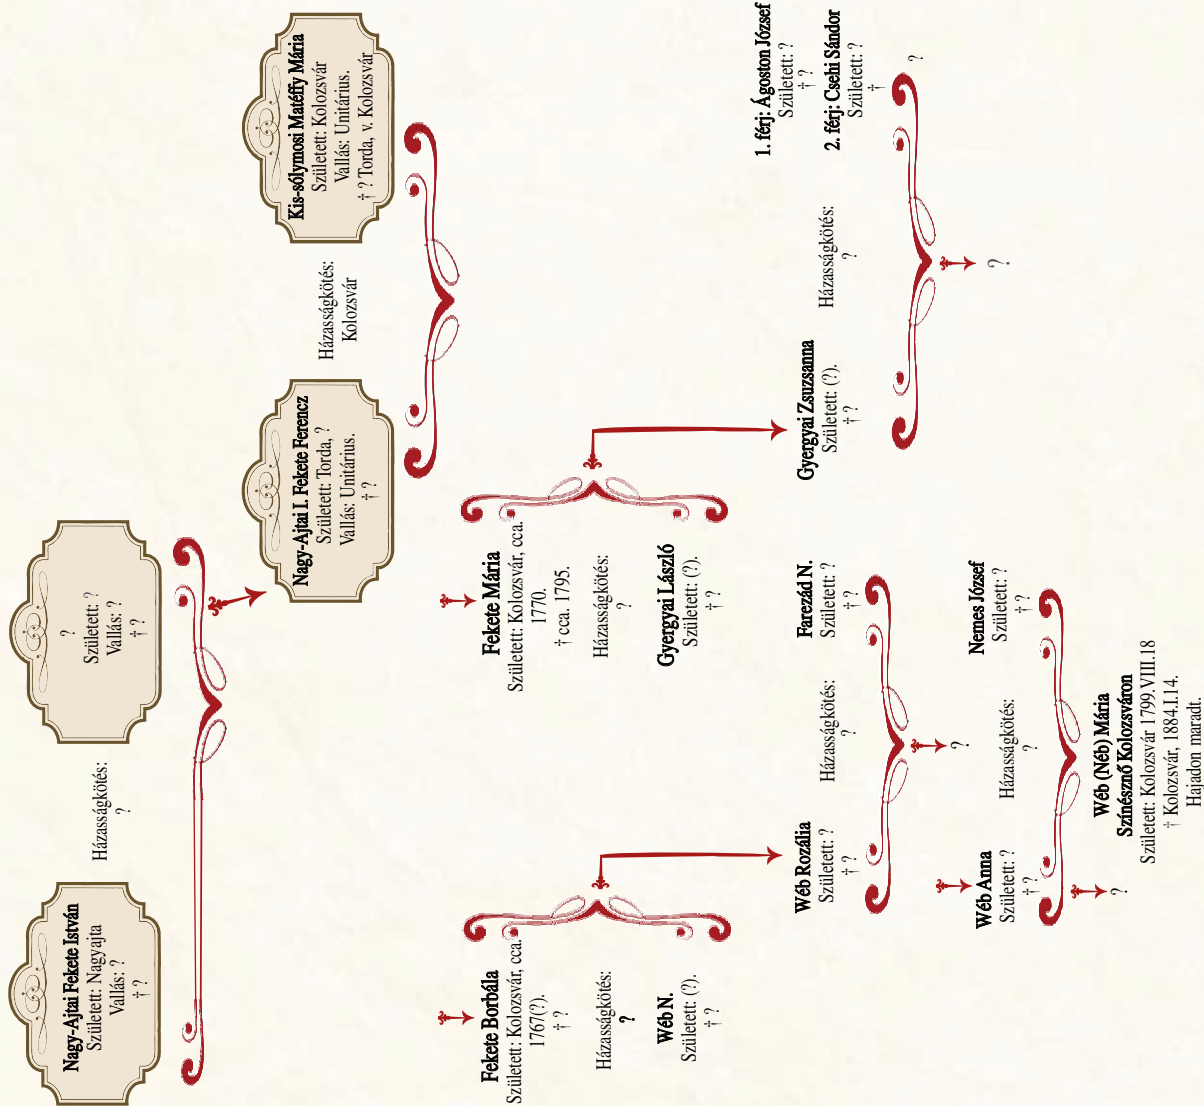 Nagy-Ajtai Fekete István
Született: Nagyajta
Vallás: ?
† ?
Házasságkötés:
?
?
Született: ?
Vallás: ?
† ?
Nagy-Ajtai I. Fekete Ferencz
Született: Torda, ?
Vallás: Unitárius.
† ?
Házasságkötés:
Kolozsvár
Kis-sólymosi Matéffy Mária
Született: Kolozsvár
Vallás: Unitárius.
† ? Torda, v. Kolozsvár
Fekete Borbála
Született: Kolozsvár, cca.
1767(?).
† ?
Házasságkötés:
?
Wéb N.
Született: (?).
† ?
Fekete Mária
Született: Kolozsvár, cca.
1770.
† cca. 1795.
Házasságkötés:
?
Gyergyai László
Született: (?).
† ?
Wéb Rozália
Született: ?
† ?
Házasságkötés:
?
Farezád N.
Született: ?
† ?
?
Gyergyai Zsuzsanna
Született: (?).
† ?
Házasságkötés:
?
1. férj: Ágoston József
Született: ?
† ?
2. férj: Csehi Sándor
Született: ?
†
?
?
Wéb Anna
Született: ?
† ?
Házasságkötés:
?
Nemes József
Született: ?
† ?
?
Wéb (Néb) Mária
Színésznő Kolozsváron
Született: Kolozsvár 1799.VIII.18
† Kolozsvár, 1884.I.14.
Hajadon maradt.